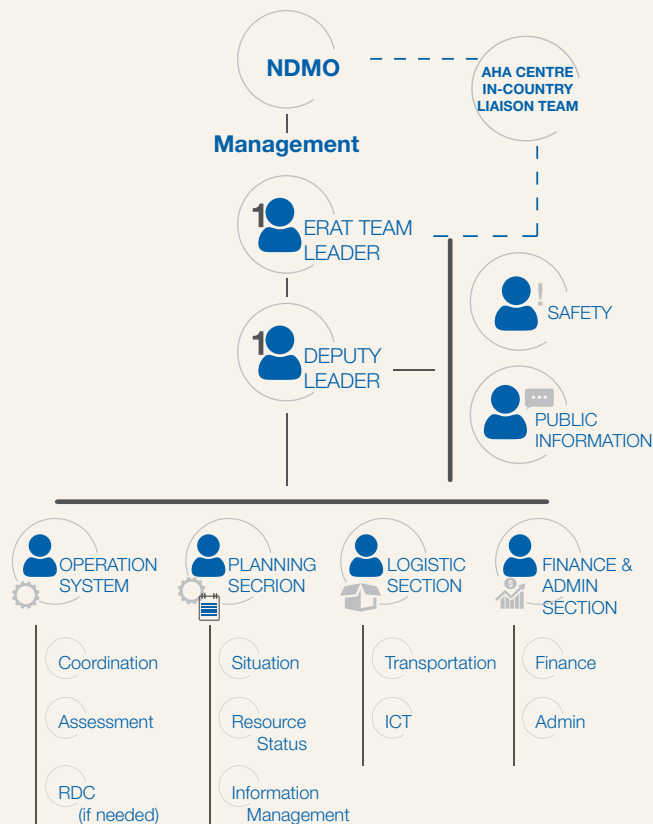 NDMO
AHA CENTRE
IN-COUNTRY
LIAISON TEAM
Management
1
ERAT TEAM
LEADER
!
SAFETY
1
DEPUTY
LEADER
PUBLIC
INFORMATION
OPERATION
SYSTEM
PLANNING
SECRION
LOGISTIC
SECTION
$
FINANCE &
ADMIN
SECTION
Coordination
Assessment
RDC
(if needed)
Situation
Resource
Status
Information
Management
Transportation
ICT
Finance
Admin